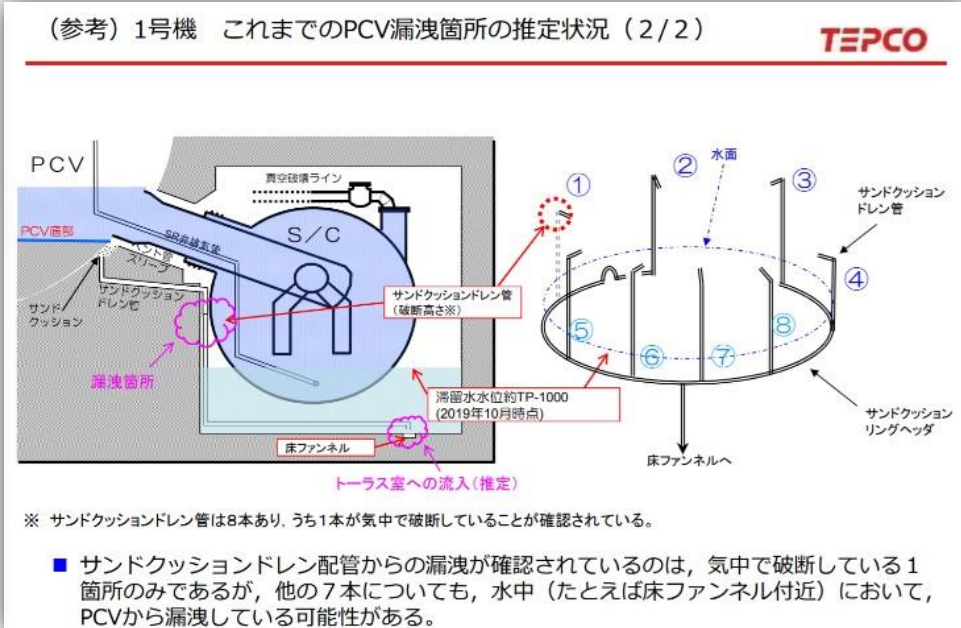 (参考) 1号機 これまでのPCV漏洩箇所の推定状況 (2/2)
TEPCO
PCV
PCV底部
サンド
クッション
SR弁排気管
ベント管
スリーブ
サンドクッション
ドレン管
真空破壊ライン
S/C
漏洩箇所
サンドクッションドレン管
(破断高さ※)
滞留水水位約TP-1000
(2019年10月時点)
床ファンネル
トーラス室への流入(推定)
①
②
水面
③
サンドクッション
ドレン管
④
⑤
⑥
⑦
⑧
サンドクッション
リングヘッダ
床ファンネルへ
※ サンドクッションドレン管は8本あり,うち1本が気中で破断していることが確認されている。
■ サンドクッションドレン配管からの漏洩が確認されているのは,気中で破断している1
箇所のみであるが,他の7本についても,水中(たとえば床ファンネル付近)において,
PCVから漏洩している可能性がある。